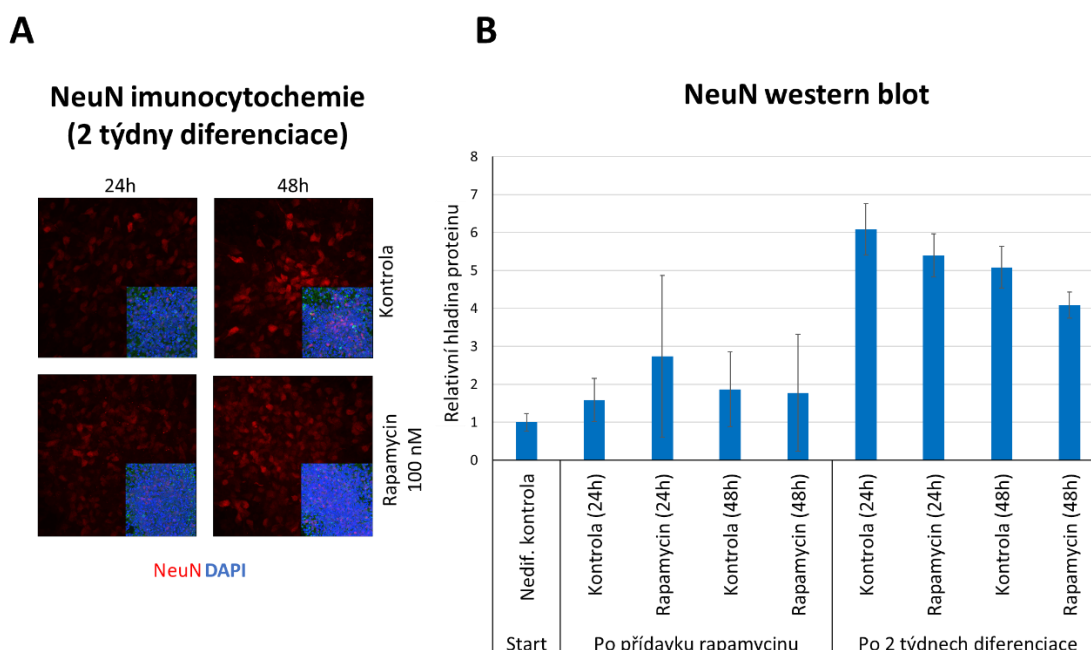 A
NeuN imunocytochemie
(2 týdny diferenciace)
24h
48h
Kontrola
Rapamycin
100 nM
NeuN DAPI
B
NeuN western blot
Relativní hladina proteinu
8
7
6
5
4
3
2
1
0
Nedif. kontrola
Kontrola (24h)
Rapamycin (24h)
Kontrola (48h)
Rapamycin (48h)
Kontrola (24h)
Rapamycin (24h)
Kontrola (48h)
Rapamycin (48h)
Start
Po přídavku rapamycinu
Po 2 týdnech diferenciace